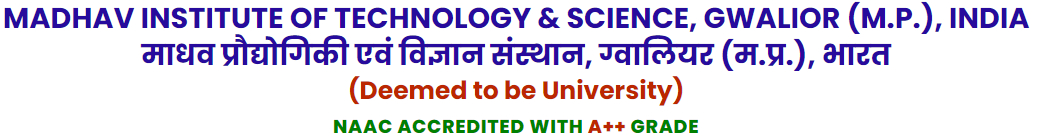 MADHAV INSTITUTE OF TECHNOLOGY & SCIENCE, GWALIOR (M.P.), INDIA
माधव प्रौद्योगिकी एवं विज्ञान संस्थान, ग्वालियर (म.प्र.), भारत
(Deemed to be University)
NAAC ACCREDITED WITH A++ GRADE